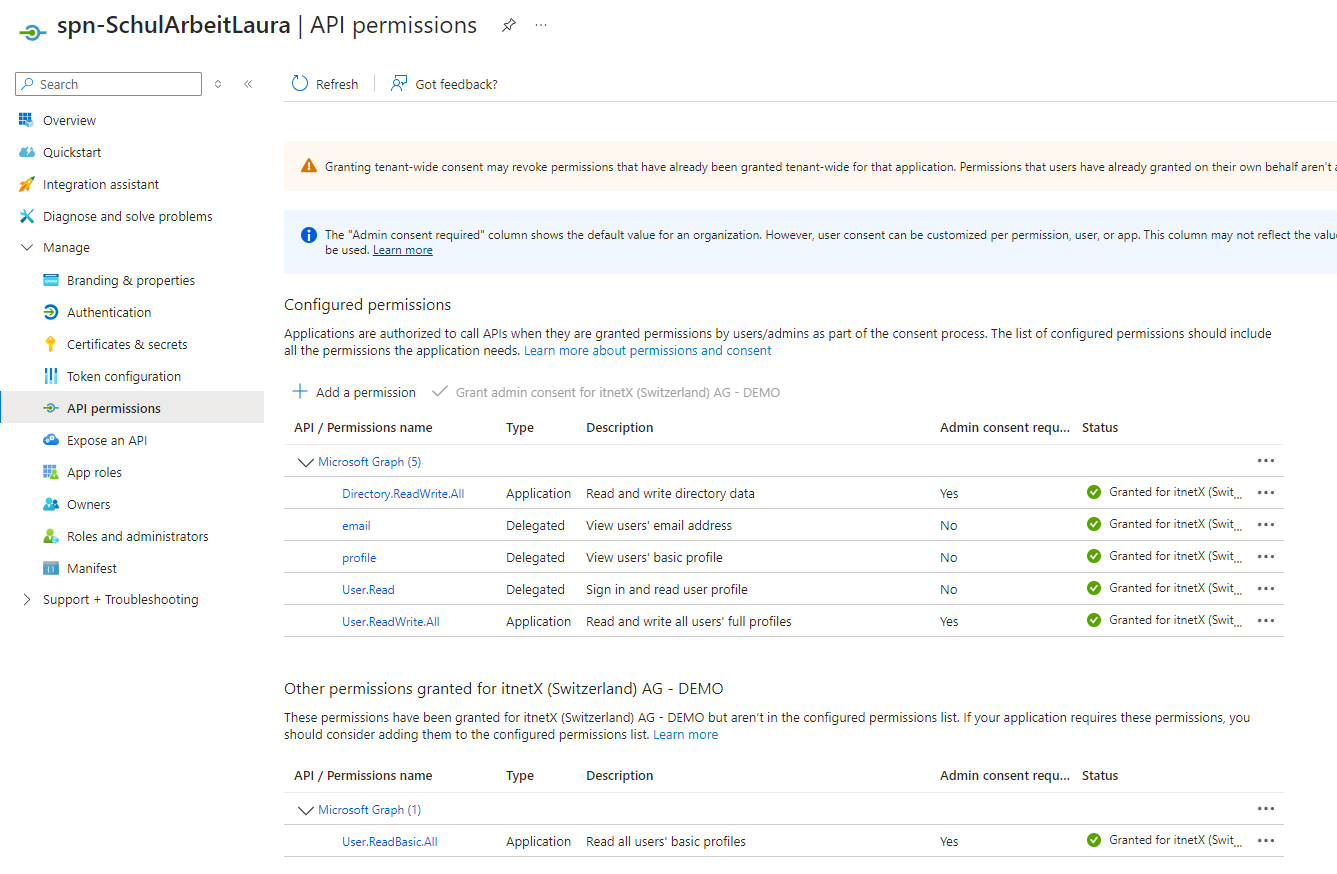 spn-SchulArbeitLaura | API permissions
Search
Refresh
Got feedback?
Overview
Quickstart
Integration assistant
Diagnose and solve problems
Manage
Branding & properties
Authentication
Certificates & secrets
Token configuration
API permissions
Expose an API
App roles
Owners
Roles and administrators
Manifest
Support + Troubleshooting
Granting tenant-wide consent may revoke permissions that have already been granted tenant-wide for that application. Permissions that users have already granted on their own behalf aren't
The "Admin consent required" column shows the default value for an organization. However, user consent can be customized per permission, user, or app. This column may not reflect the
be used. Learn more
Configured permissions
Applications are authorized to call APIs when they are granted permissions by users/admins as part of the consent process. The list of configured permissions should include
all the permissions the application needs. Learn more about permissions and consent
Add a permission Grant admin consent for itnetX (Switzerland) AG - DEMO
API / Permissions name Type Description Admin consent requ... Status
Microsoft Graph (5)
Directory.ReadWrite.All Application Read and write directory data Yes Granted for itnetX (Swit...
email Delegated View users' email address No Granted for itnetX (Swit...
profile Delegated View users' basic profile No Granted for itnetX (Swit...
User.Read Delegated Sign in and read user profile No Granted for itnetX (Swit...
User.ReadWrite.All Application Read and write all users' full profiles Yes Granted for itnetX (Swit...
Other permissions granted for itnetX (Switzerland) AG - DEMO
These permissions have been granted for itnetX (Switzerland) AG - DEMO but aren't in the configured permissions list. If your application requires these permissions, you
should consider adding them to the configured permissions list. Learn more
API / Permissions name Type Description Admin consent requ... Status
Microsoft Graph (1)
User.ReadBasic.All Application Read all users' basic profiles Yes Granted for itnetX (Swit...